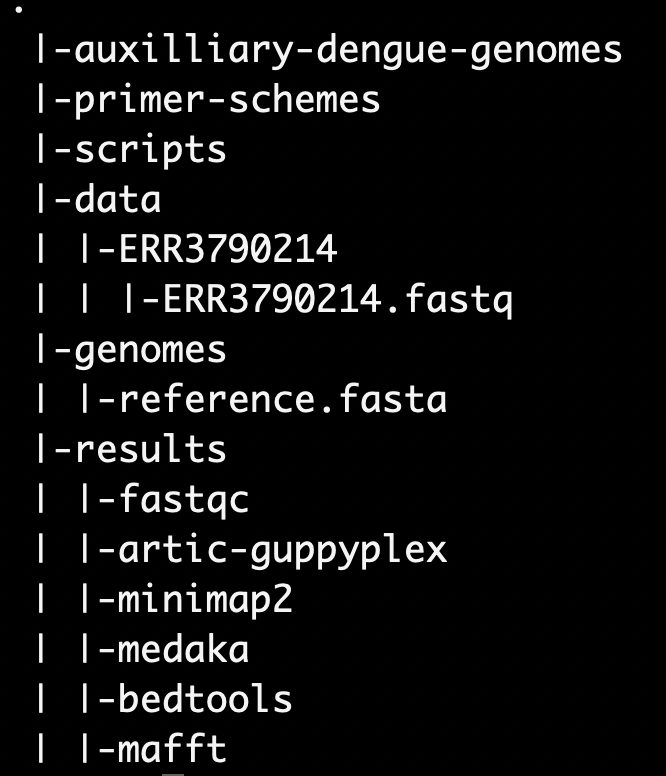 .
|-auxilliary-dengue-genomes
|-primer-schemes
|-scripts
|-data
| |-ERR3790214
| | |-ERR3790214.fastq
|-genomes
| |-reference.fasta
|-results
| |-fastqc
| |-artic-guppyplex
| |-minimap2
| |-medaka
| |-bedtools
| |-mafft